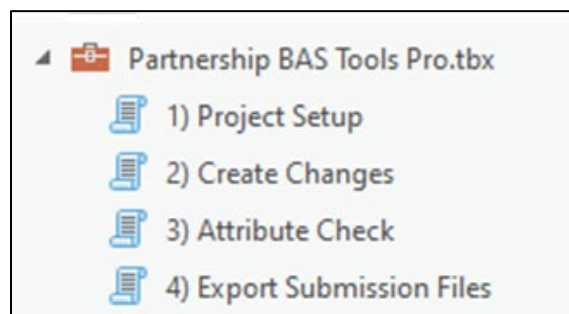 Partnership BAS Tools Pro.tbx
1) Project Setup
2) Create Changes
3) Attribute Check
4) Export Submission Files